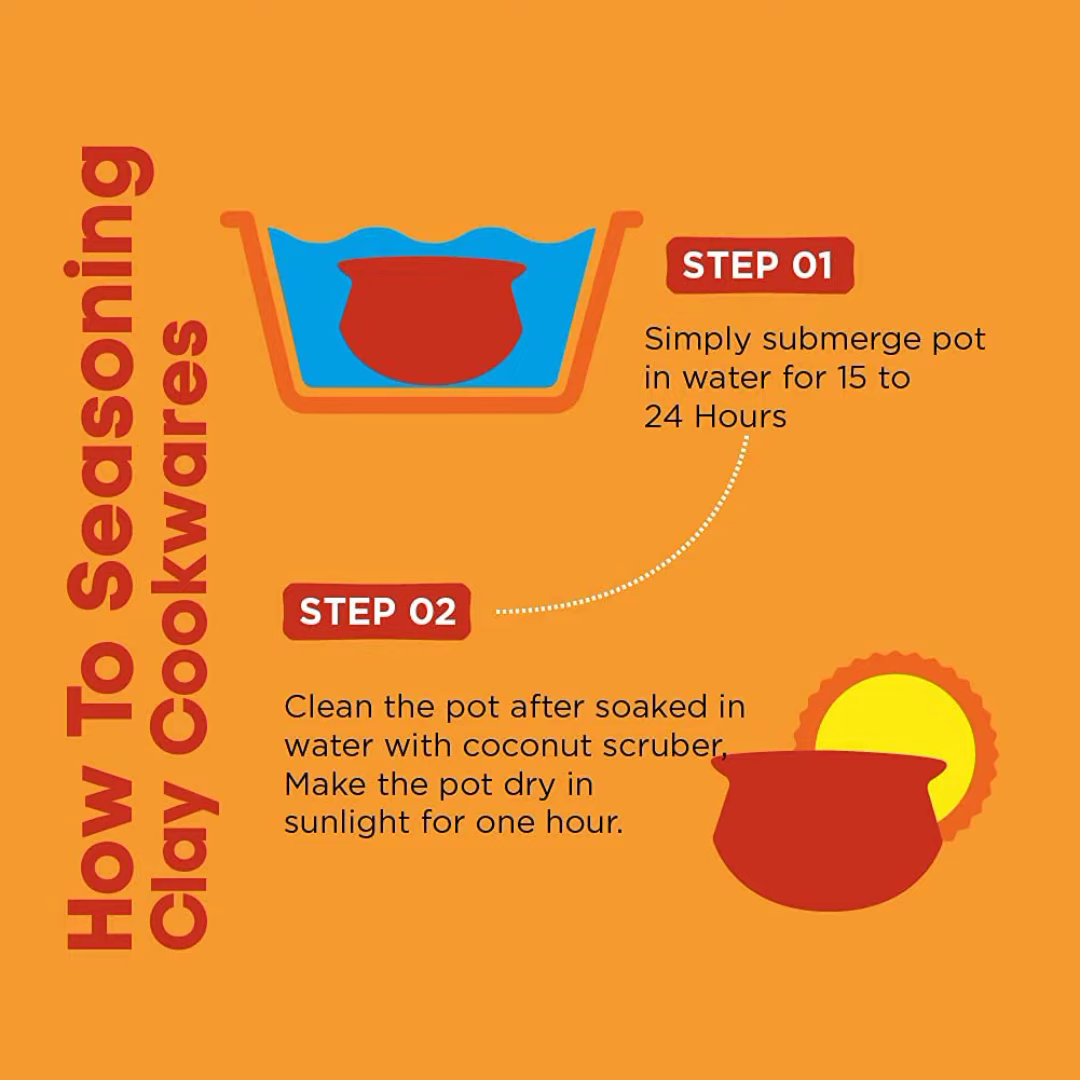 How To Seasoning
Clay Cookwares
STEP 01
Simply submerge pot
in water for 15 to
24 Hours
STEP 02
Clean the pot after soaked in
water with coconut scruber,
Make the pot dry in
sunlight for one hour.